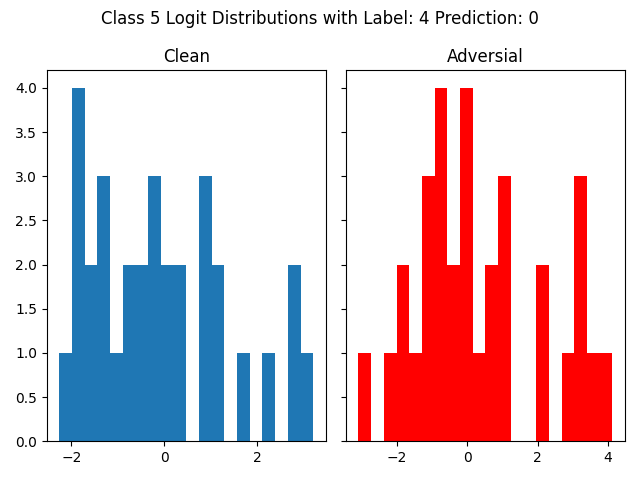 Class 5 Logit Distributions with Label: 4 Prediction: 0
Clean
Adversial
4.0
3.5
3.0
2.5
2.0
1.5
1.0
0.5
0.0
−2 0 2
−2 0 2 4